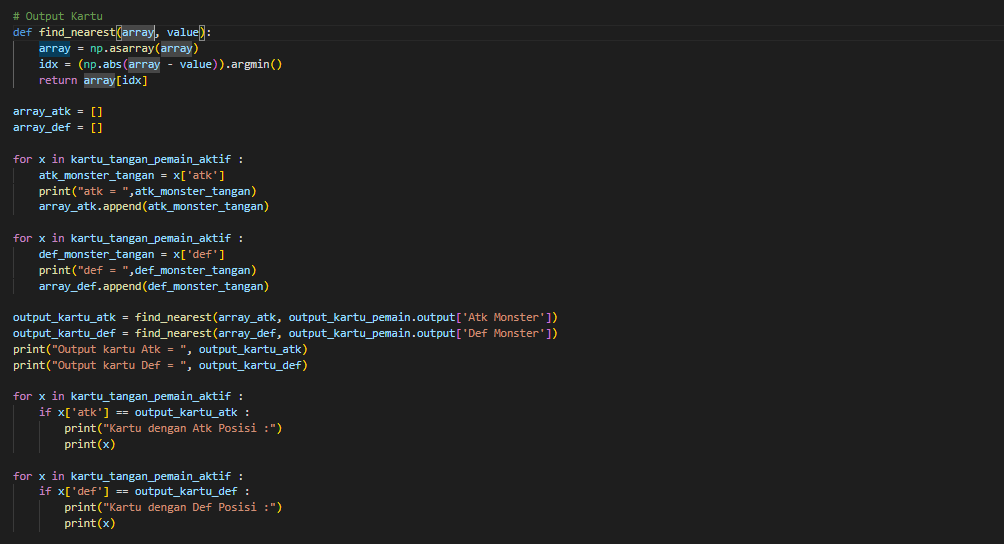 # Output Kartu
def find_nearest(array, value):
    array = np.asarray(array)
    idx = (np.abs(array - value)).argmin()
    return array[idx]

array_atk = []
array_def = []

for x in kartu_tangan_pemain_aktif :
    atk_monster_tangan = x['atk']
    print("atk = ",atk_monster_tangan)
    array_atk.append(atk_monster_tangan)

for x in kartu_tangan_pemain_aktif :
    def_monster_tangan = x['def']
    print("def = ",def_monster_tangan)
    array_def.append(def_monster_tangan)

output_kartu_atk = find_nearest(array_atk, output_kartu_pemain.output['Atk Monster'])
output_kartu_def = find_nearest(array_def, output_kartu_pemain.output['Def Monster'])
print("Output kartu Atk = ", output_kartu_atk)
print("Output kartu Def = ", output_kartu_def)

for x in kartu_tangan_pemain_aktif :
    if x['atk'] == output_kartu_atk :
        print("Kartu dengan Atk Posisi :")
        print(x)

for x in kartu_tangan_pemain_aktif :
    if x['def'] == output_kartu_def :
        print("Kartu dengan Def Posisi :")
        print(x)